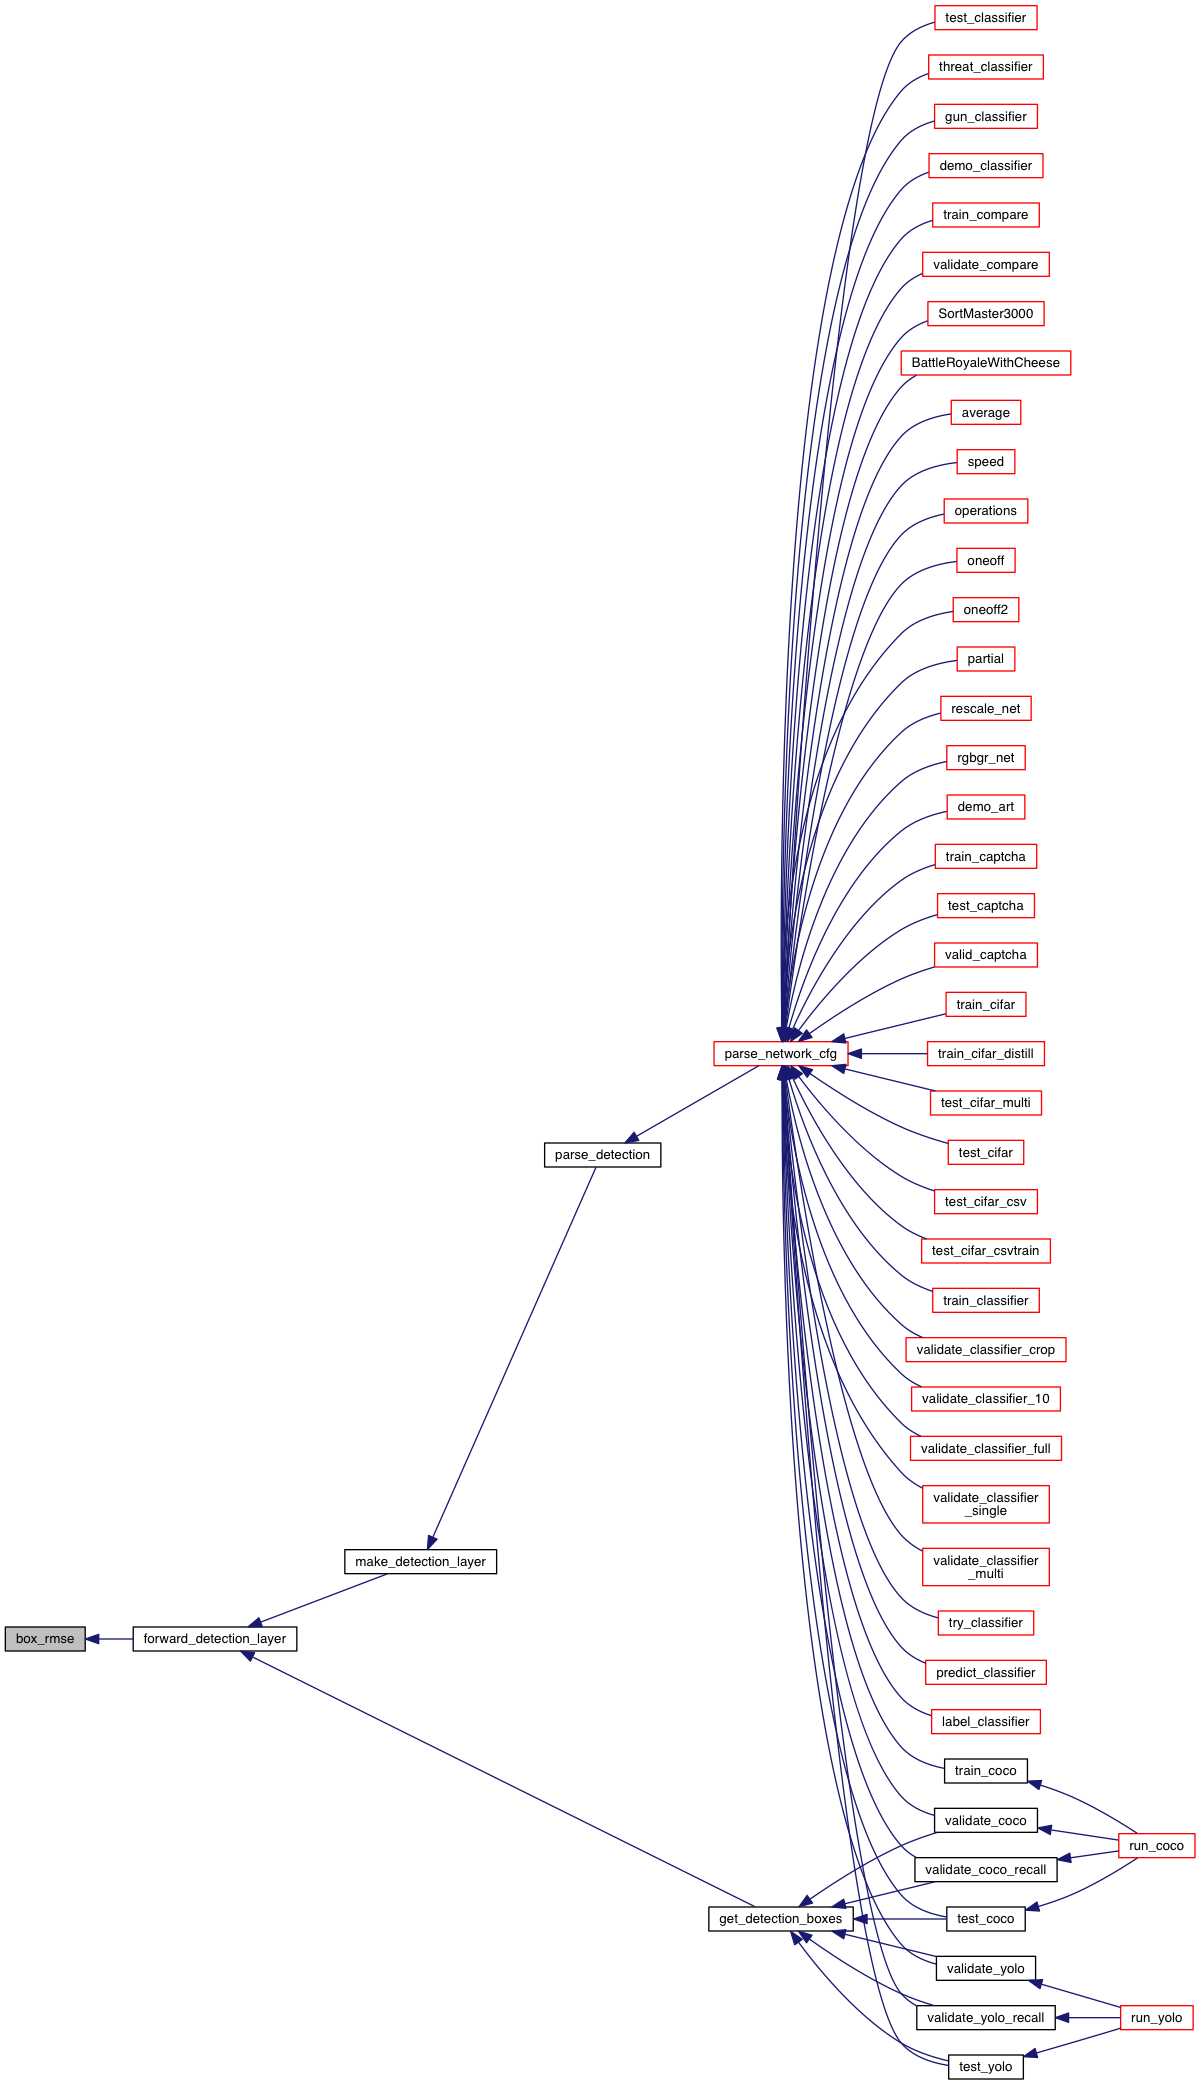 test_classifier
threat_classifier
gun_classifier
demo_classifier
train_compare
validate_compare
SortMaster3000
BattleRoyaleWithCheese
average
speed
operations
oneoff
oneoff2
partial
rescale_net
rgbgr_net
demo_art
train_captcha
test_captcha
valid_captcha
train_cifar
parse_network_cfg
train_cifar_distill
test_cifar_multi
test_cifar
parse_detection
test_cifar_csv
test_cifar_csvtrain
train_classifier
validate_classifier_crop
validate_classifier_10
validate_classifier_full
validate_classifier
_single
make_detection_layer
validate_classifier
_multi
try_classifier
box_rmse
forward_detection_layer
predict_classifier
label_classifier
train_coco
validate_coco
run_coco
validate_coco_recall
get_detection_boxes
test_coco
validate_yolo
validate_yolo_recall
run_yolo
test_yolo